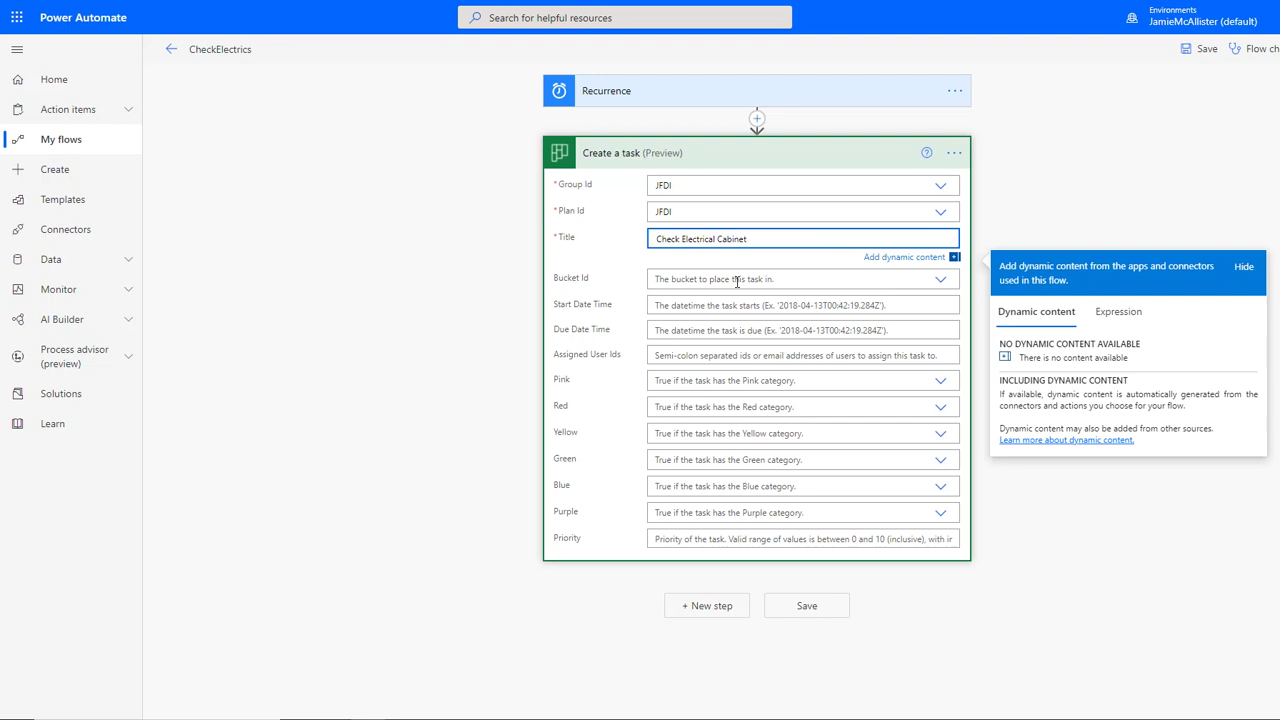 Power Automate
Search for helpful resources
Environments
JamieMcAllister (default)
CheckElectrics
Save
Flow ch
Home
Action items
My flows
Create
Templates
Connectors
Data
Monitor
AI Builder
Process advisor
(preview)
Solutions
Learn
Recurrence
Create a task (Preview)
* Group Id
JFDI
* Plan Id
JFDI
* Title
Check Electrical Cabinet
Add dynamic content
Bucket Id
The bucket to place this task in.
Start Date Time
The datetime the task starts (Ex. '2018-04-13T00:42:19.284Z').
Due Date Time
The datetime the task is due (Ex. '2018-04-13T00:42:19.284Z').
Assigned User Ids
Semi-colon separated ids or email addresses of users to assign this task to.
Pink
True if the task has the Pink category.
Red
True if the task has the Red category.
Yellow
True if the task has the Yellow category.
Green
True if the task has the Green category.
Blue
True if the task has the Blue category.
Purple
True if the task has the Purple category.
Priority
Priority of the task. Valid range of values is between 0 and 10 (inclusive), with ir
+ New step
Save
Add dynamic content from the apps and connectors
used in this flow.
Hide
Dynamic content
Expression
NO DYNAMIC CONTENT AVAILABLE
There is no content available
INCLUDING DYNAMIC CONTENT
If available, dynamic content is automatically generated from the
connectors and actions you choose for your flow.
Dynamic content may also be added from other sources.
Learn more about dynamic content.